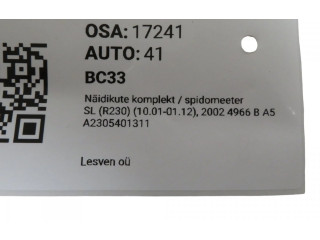 OSA: 17241
AUTO: 41
BC33
Näidikute komplekt / spidomeeter
SL (R230) (10.01-01.12), 2002 4966 B A5
A2305401311
Lesven oü